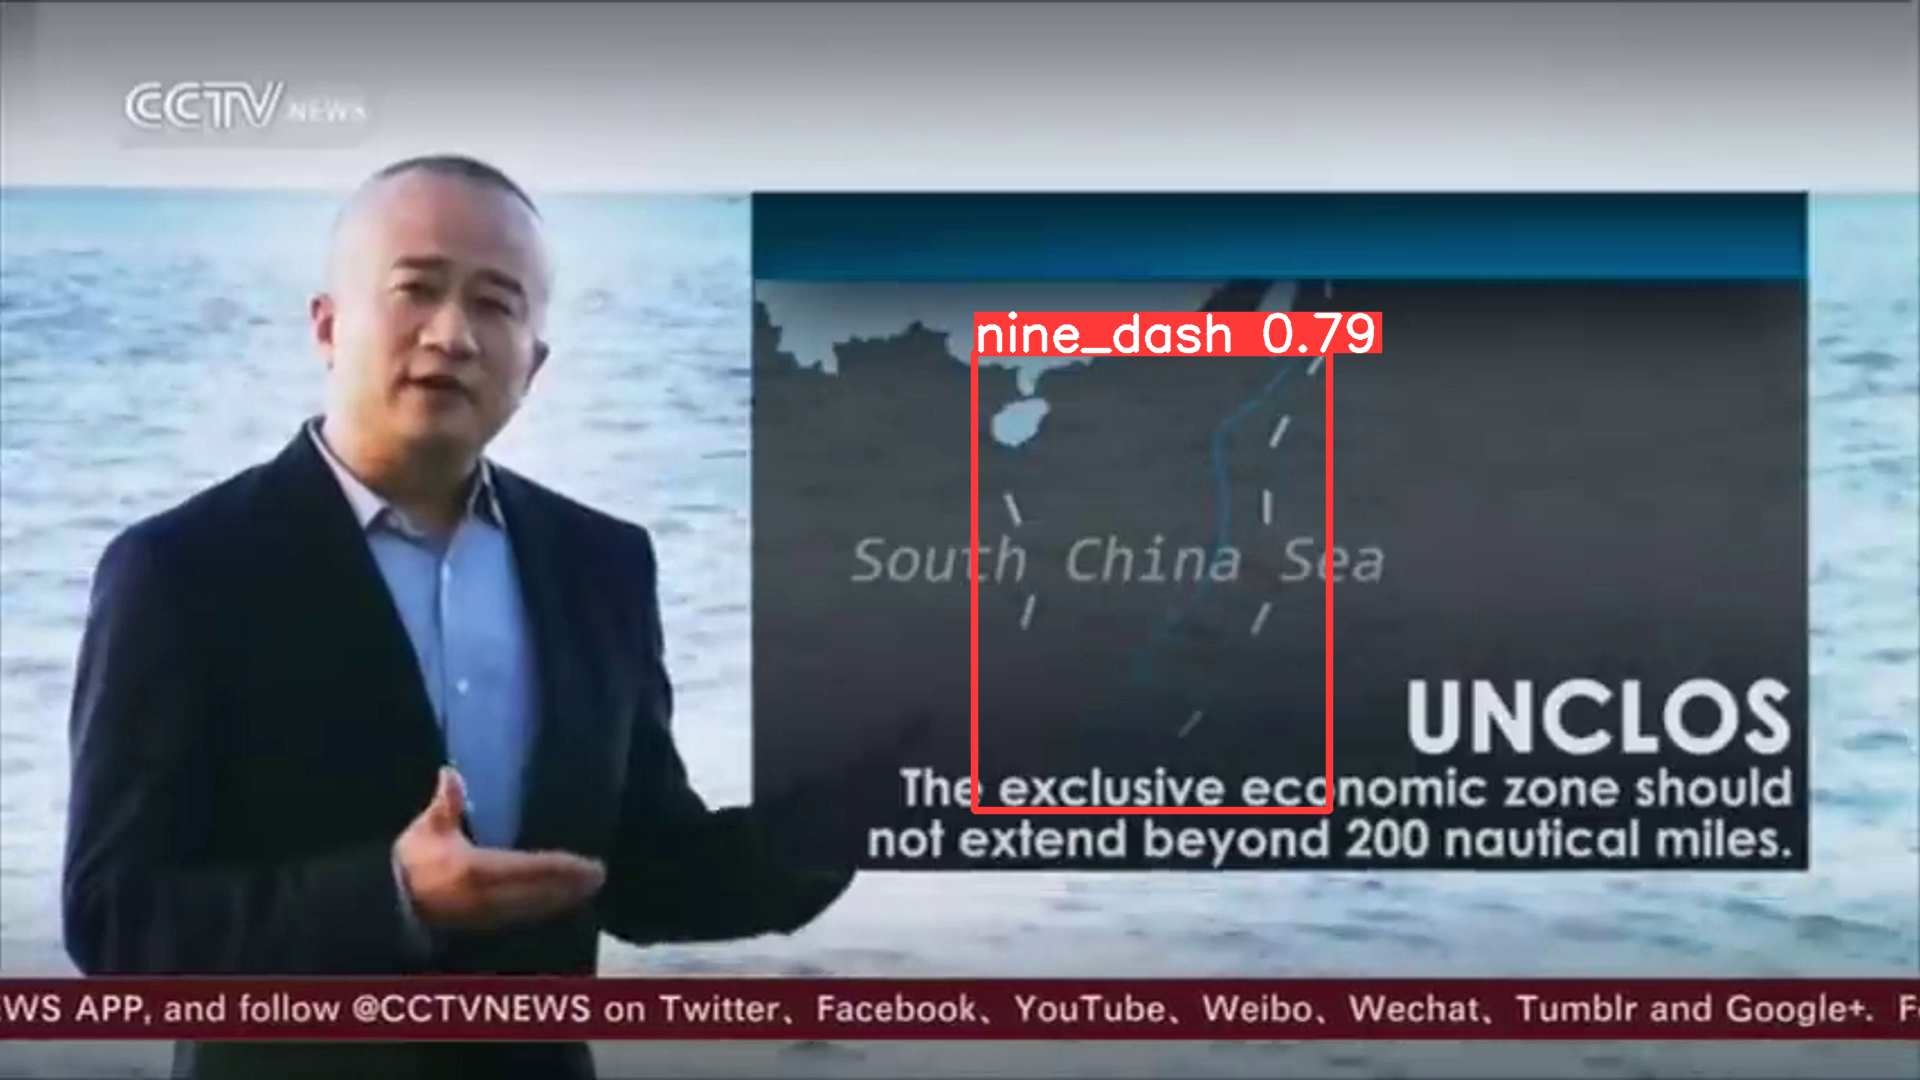 CCTV NEWS
nine_dash 0.79
South China Sea
UNCLOS
The exclusive economic zone should
not extend beyond 200 nautical miles.
EWS APP, and follow @CCTVNEWS on Twitter、Facebook、YouTube、Weibo、Wechat、Tumblr and Google+. F